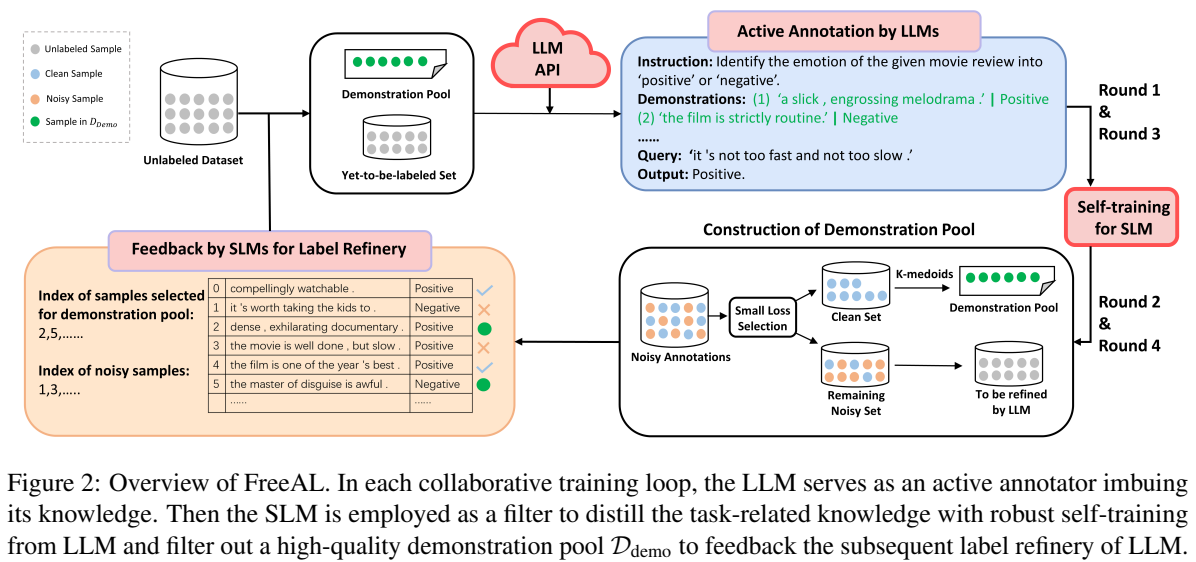 Unlabeled Sample
Clean Sample
Noisy Sample
Sample in 𝒟Demo
Unlabeled Dataset
Demonstration Pool
Yet-to-be-labeled Set
LLM
API
Active Annotation by LLMs
Instruction: Identify the emotion of the given movie review into
'positive' or 'negative'.
Demonstrations: (1) 'a slick , engrossing melodrama .' | Positive
(2) 'the film is strictly routine.' | Negative
……
Query: 'it 's not too fast and not too slow .'
Output: Positive.
Round 1
&
Round 3
Self-training
for SLM
Round 2
&
Round 4
Construction of Demonstration Pool
Noisy Annotations
Small Loss
Selection
Clean Set
K-medoids
Demonstration Pool
Remaining
Noisy Set
To be refined
by LLM
Feedback by SLMs for Label Refinery
Index of samples selected
for demonstration pool:
2,5,……
Index of noisy samples:
1,3,…..
0 compellingly watchable . Positive
1 it 's worth taking the kids to . Negative
2 dense , exhilarating documentary . Positive
3 the movie is well done , but slow . Positive
4 the film is one of the year 's best . Positive
5 the master of disguise is awful . Negative
…… ……
Figure 2: Overview of FreeAL. In each collaborative training loop, the LLM serves as an active annotator imbuing
its knowledge. Then the SLM is employed as a filter to distill the task-related knowledge with robust self-training
from LLM and filter out a high-quality demonstration pool 𝒟demo to feedback the subsequent label refinery of LLM.